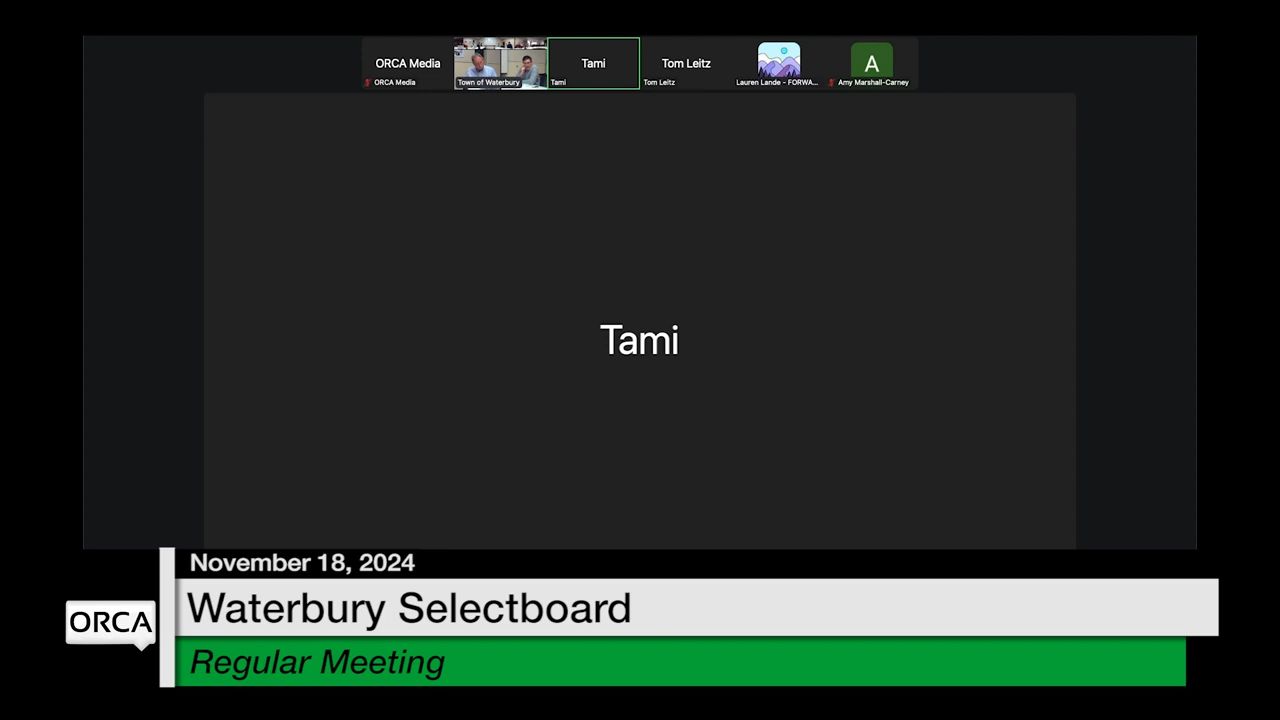 ORCA Media
Tami
Tom Leitz
A
ORCA Media
Town of Waterbury
Tami
Tom Leitz
Lauren Lande - FORWA...
Amy Marshall-Carney
Tami
November 18, 2024
Waterbury Selectboard
ORCA
Regular Meeting